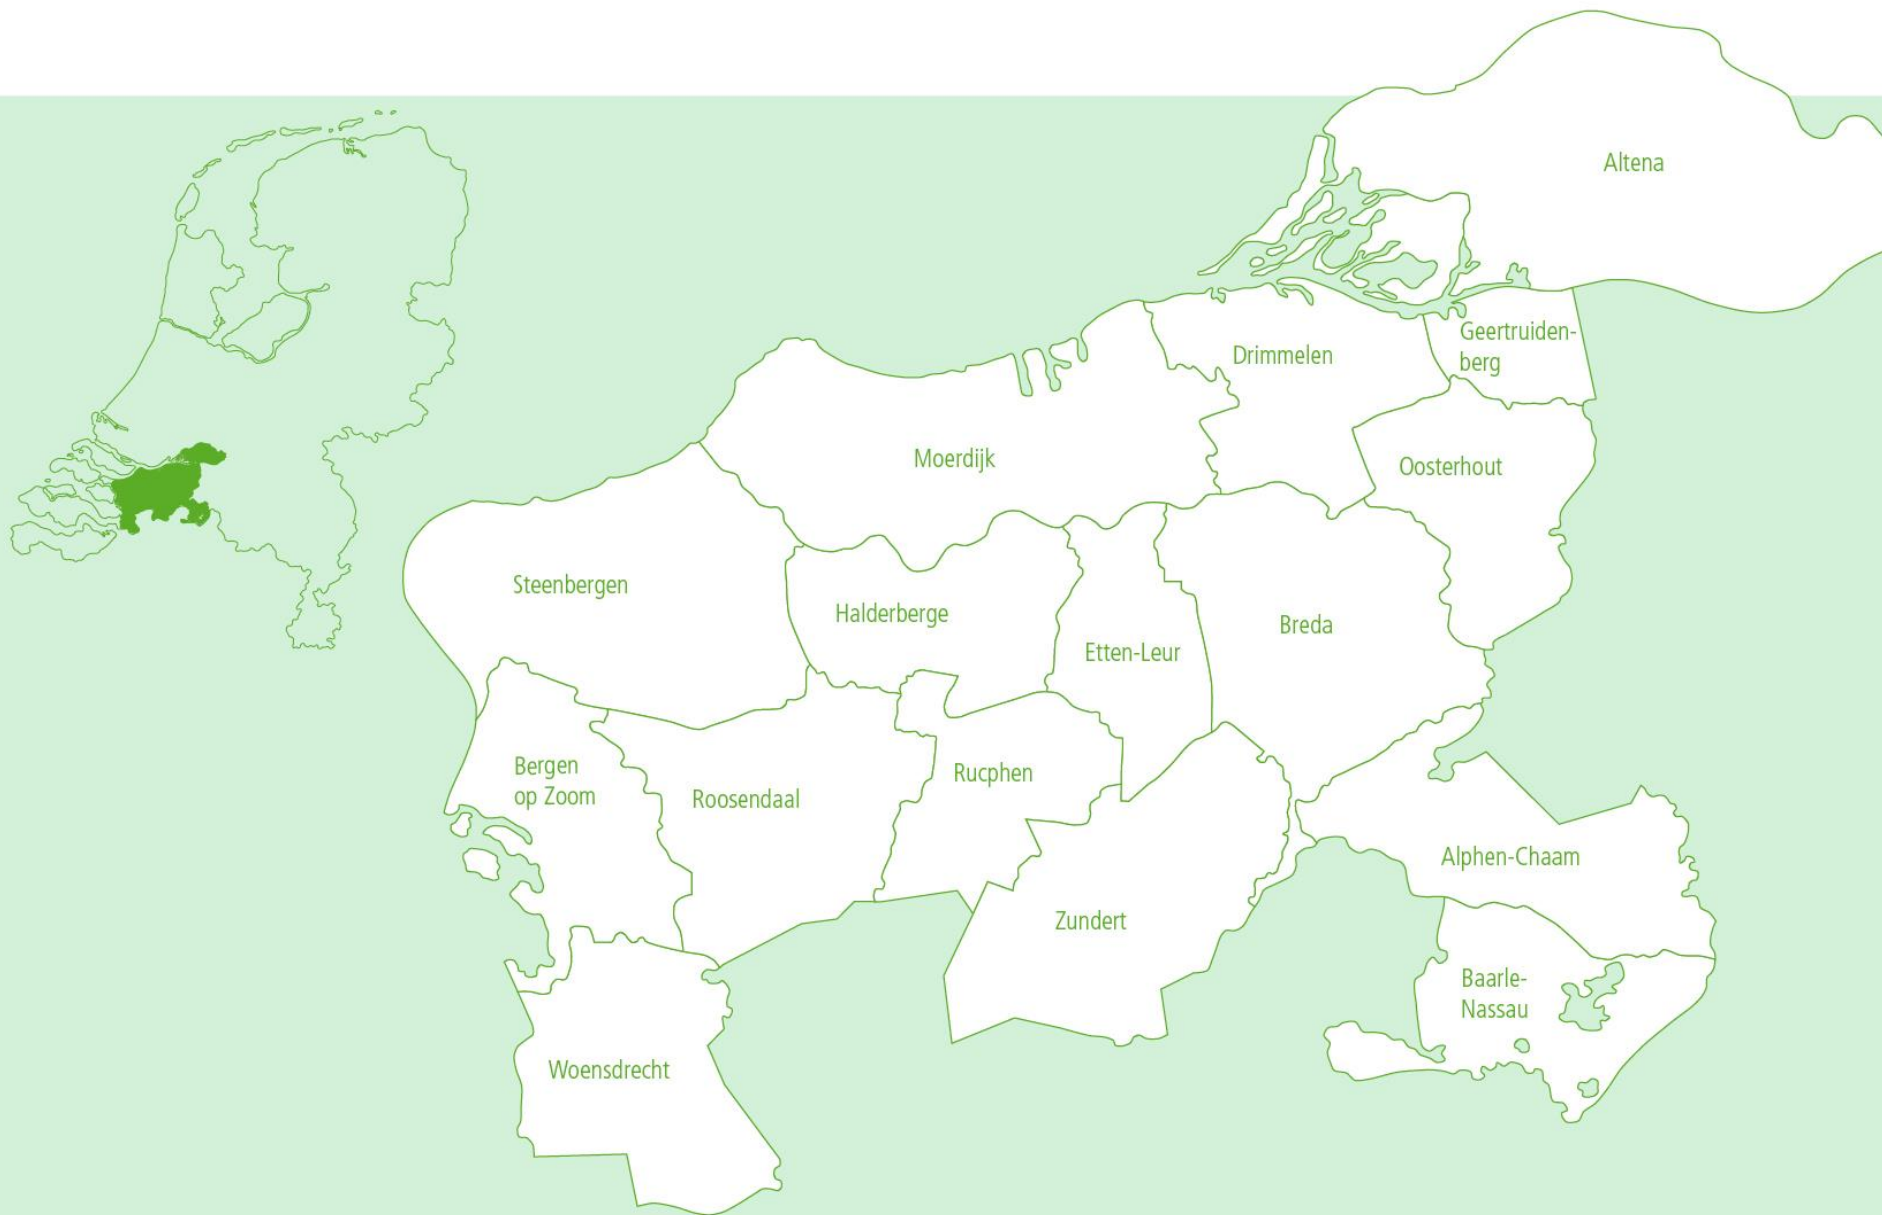 Altena
Geertruiden-
berg
Drimmelen
Moerdijk
Oosterhout
Steenbergen
Halderberge
Breda
Etten-Leur
Bergen
op Zoom
Rucphen
Roosendaal
Alphen-Chaam
Zundert
Baarle-
Nassau
Woensdrecht